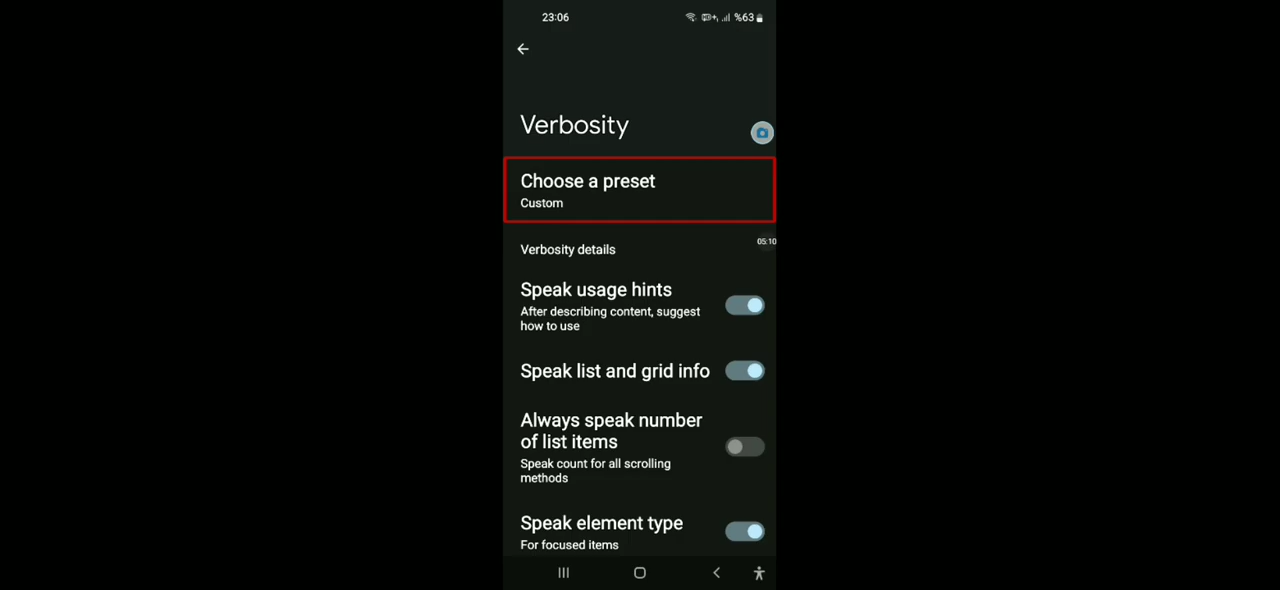 23:06
%63
Verbosity
Choose a preset
Custom
05:10
Verbosity details
Speak usage hints
After describing content, suggest
how to use
Speak list and grid info
Always speak number
of list items
Speak count for all scrolling
methods
Speak element type
For focused items